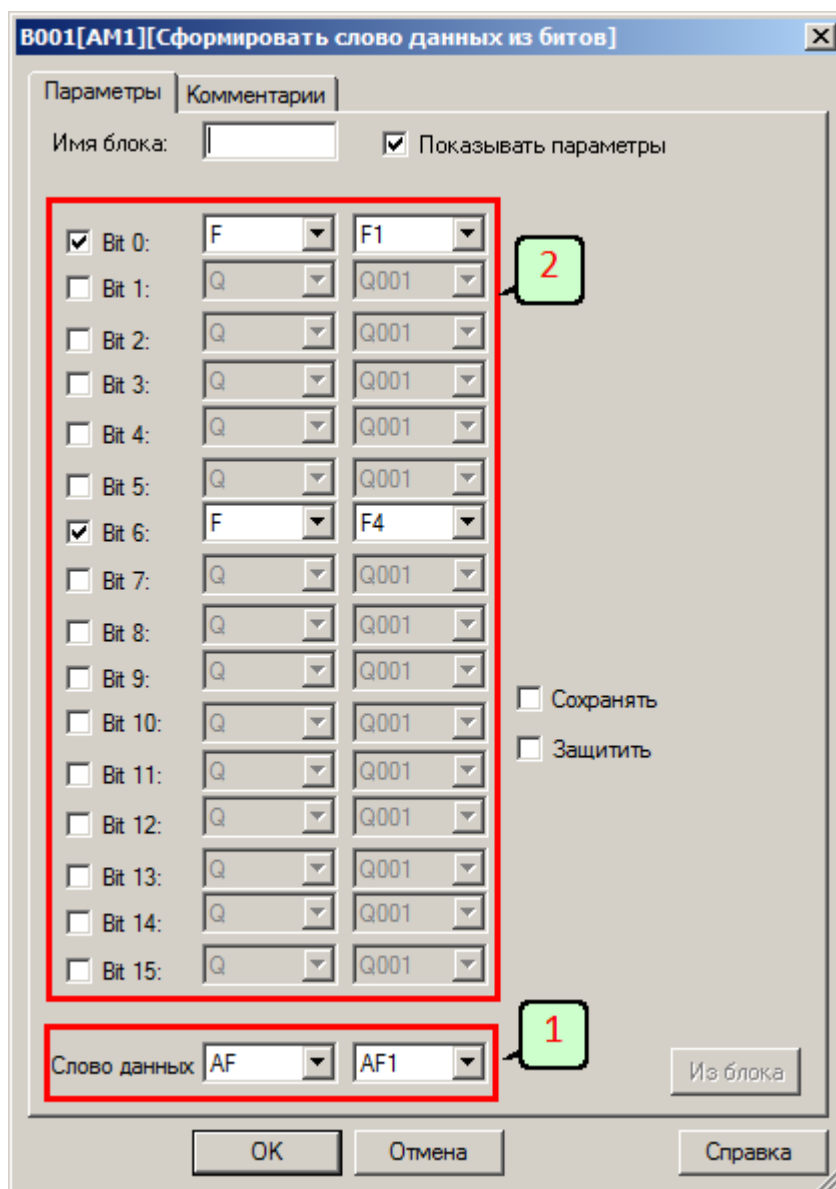 B001[AM1][Сформировать слово данных из битов]
Параметры Комментарии
Имя блока: Показывать параметры
Bit 0: F F1
2
Bit 1: Q Q001
Bit 2: Q Q001
Bit 3: Q Q001
Bit 4: Q Q001
Bit 5: Q Q001
Bit 6: F F4
Bit 7: Q Q001
Bit 8: Q Q001
Bit 9: Q Q001
Сохранять
Bit 10: Q Q001
Защитить
Bit 11: Q Q001
Bit 12: Q Q001
Bit 13: Q Q001
Bit 14: Q Q001
Bit 15: Q Q001
1
Слово данных AF AF1
Из блока
OK Отмена Справка